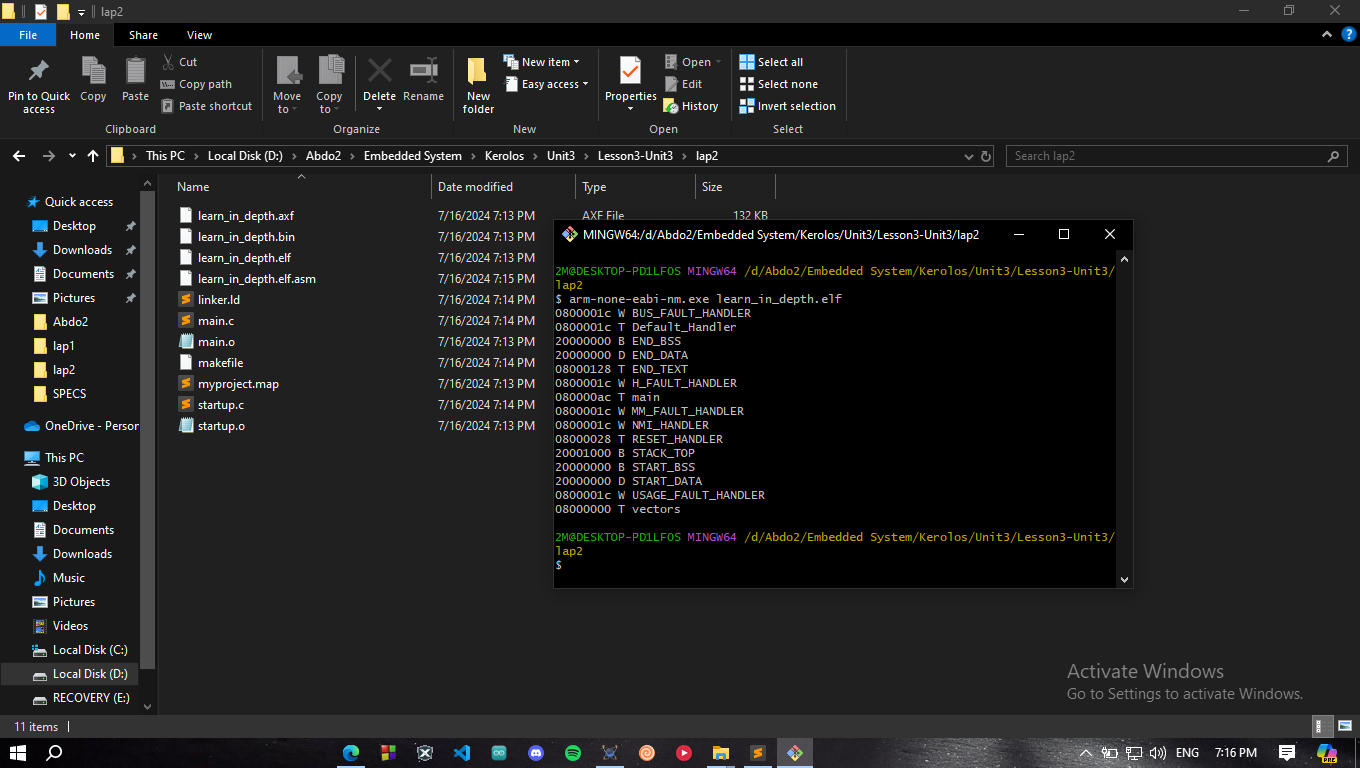 lap2
File Home Share View
Pin to Quick access
Copy
Paste
Cut
Copy path
Paste shortcut
Clipboard
Move to
Copy to
Delete
Rename
Organize
New folder
New item
Easy access
New
Properties
Open
Edit
History
Open
Select all
Select none
Invert selection
Select
This PC > Local Disk (D:) > Abdo2 > Embedded System > Kerolos > Unit3 > Lesson3-Unit3 > lap2
Search lap2
Quick access
Desktop
Downloads
Documents
Pictures
Abdo2
lap1
lap2
SPECS
OneDrive - Person
This PC
3D Objects
Desktop
Documents
Downloads
Music
Pictures
Videos
Local Disk (C:)
Local Disk (D:)
RECOVERY (E:)
Name Date modified Type Size
learn_in_depth.axf 7/16/2024 7:13 PM AXF File 132 KB
learn_in_depth.bin 7/16/2024 7:13 PM
learn_in_depth.elf 7/16/2024 7:13 PM
learn_in_depth.elf.asm 7/16/2024 7:15 PM
linker.ld 7/16/2024 7:14 PM
main.c 7/16/2024 7:14 PM
main.o 7/16/2024 7:13 PM
makefile 7/16/2024 7:14 PM
myproject.map 7/16/2024 7:13 PM
startup.c 7/16/2024 7:14 PM
startup.o 7/16/2024 7:13 PM
MINGW64:/d/Abdo2/Embedded System/Kerolos/Unit3/Lesson3-Unit3/lap2
2M@DESKTOP-PD1LFOS MINGW64 /d/Abdo2/Embedded System/Kerolos/Unit3/Lesson3-Unit3/
lap2
$ arm-none-eabi-nm.exe learn_in_depth.elf
0800001c W BUS_FAULT_HANDLER
0800001c T Default_Handler
20000000 B END_BSS
20000000 D END_DATA
08000128 T END_TEXT
0800001c W H_FAULT_HANDLER
080000ac T main
0800001c W MM_FAULT_HANDLER
0800001c W NMI_HANDLER
08000028 T RESET_HANDLER
20001000 B STACK_TOP
20000000 B START_BSS
20000000 D START_DATA
0800001c W USAGE_FAULT_HANDLER
08000000 T vectors
2M@DESKTOP-PD1LFOS MINGW64 /d/Abdo2/Embedded System/Kerolos/Unit3/Lesson3-Unit3/
lap2
$
Activate Windows
Go to Settings to activate Windows.
11 items
ENG 7:16 PM
PRE